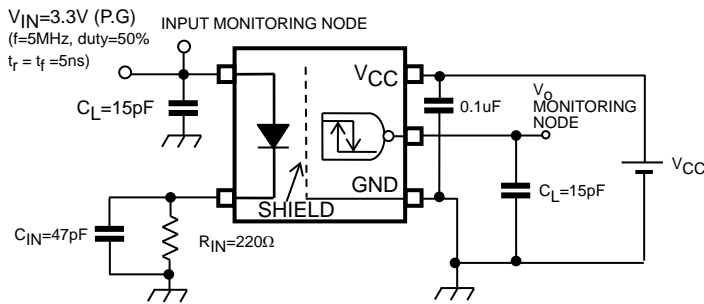 VIN=3.3V (P.G)
(f=5MHz, duty=50%
tr = tf =5ns)
INPUT MONITORING NODE
CL=15pF
VCC
GND
SHIELD
0.1uF
Vo
MONITORING
NODE
VCC
CL=15pF
CIN=47pF
RIN=220Ω